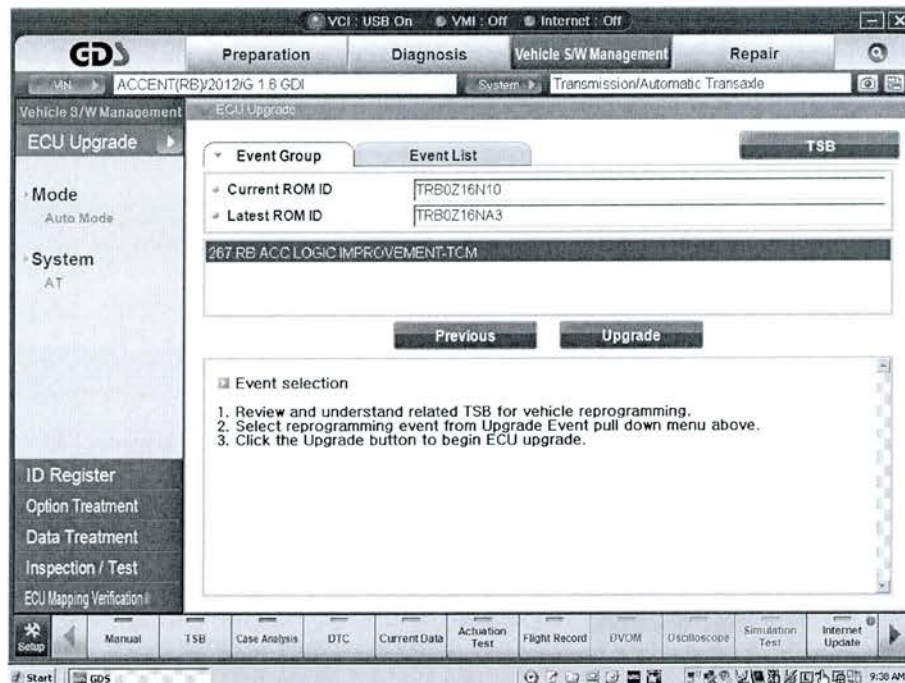 VCI : USB On VMI : Off Internet : Off
GDS Preparation Diagnosis Vehicle S/W Management Repair
VIN ACCENT(RB)/2012/G 1.6 GDI System Transmission/Automatic Transaxle
Vehicle S/W Management ECU Upgrade
ECU Upgrade
Event Group Event List TSB
Mode Current ROM ID TRB0Z16N10
Auto Mode Latest ROM ID TRB0Z16NA3
System
AT
267.RB ACC LOGIC IMPROVEMENT-TCM
Previous Upgrade
Event selection
1. Review and understand related TSB for vehicle reprogramming.
2. Select reprogramming event from Upgrade Event pull down menu above.
3. Click the Upgrade button to begin ECU upgrade.
ID Register
Option Treatment
Data Treatment
Inspection / Test
ECU Mapping Verification
Setup Manual TSB Case Analysis DTC Current Data Actuation Test Flight Record DVOM Oscilloscope Simulation Test Internet Update
Start GDS 9:38 AM